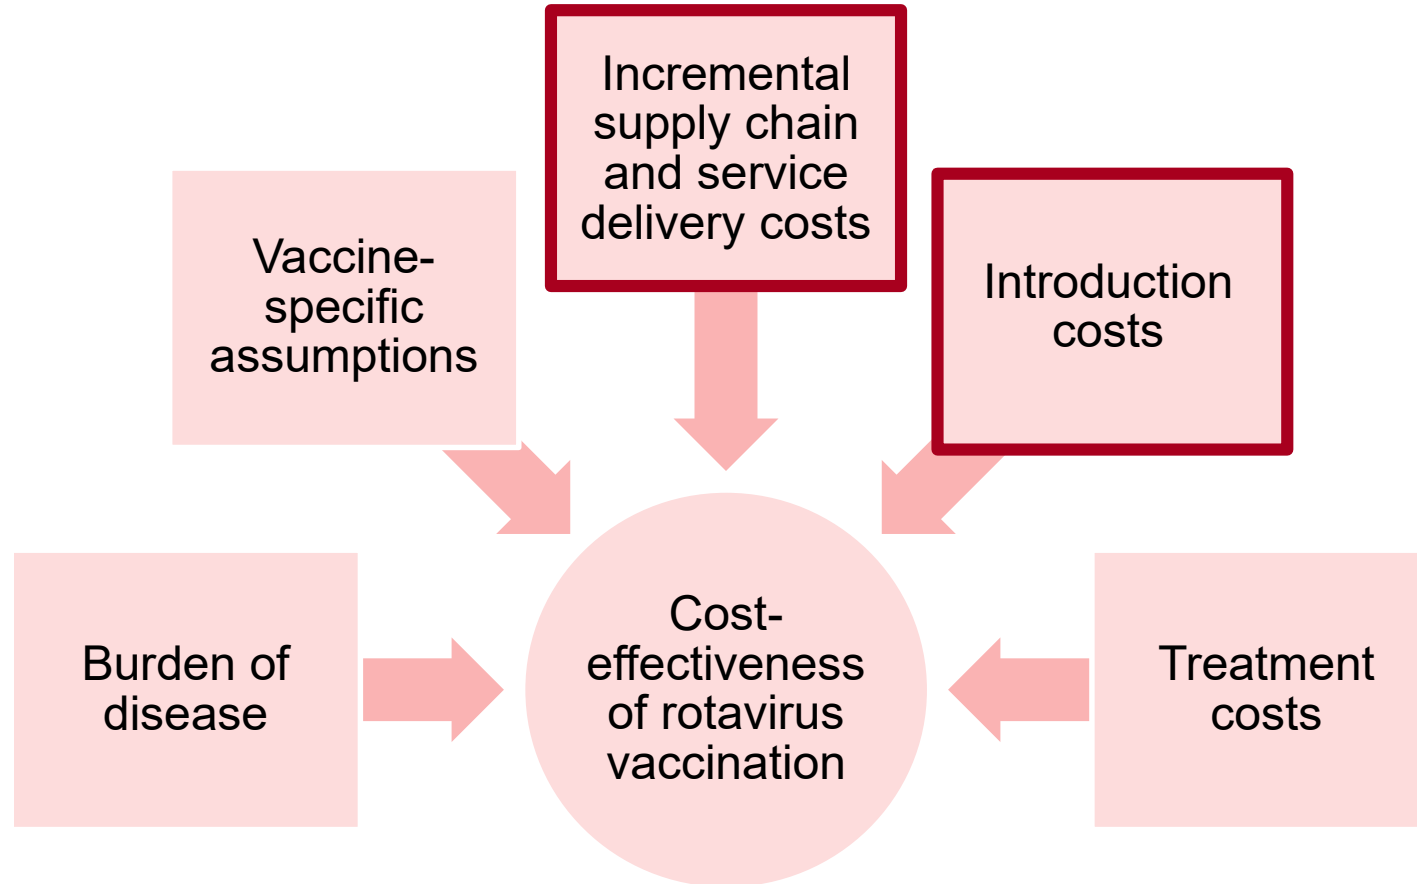 Incremental
supply chain
and service
delivery costs
Vaccine-
specific
assumptions
Introduction
costs
Burden of
disease
Cost-
effectiveness
of rotavirus
vaccination
Treatment
costs